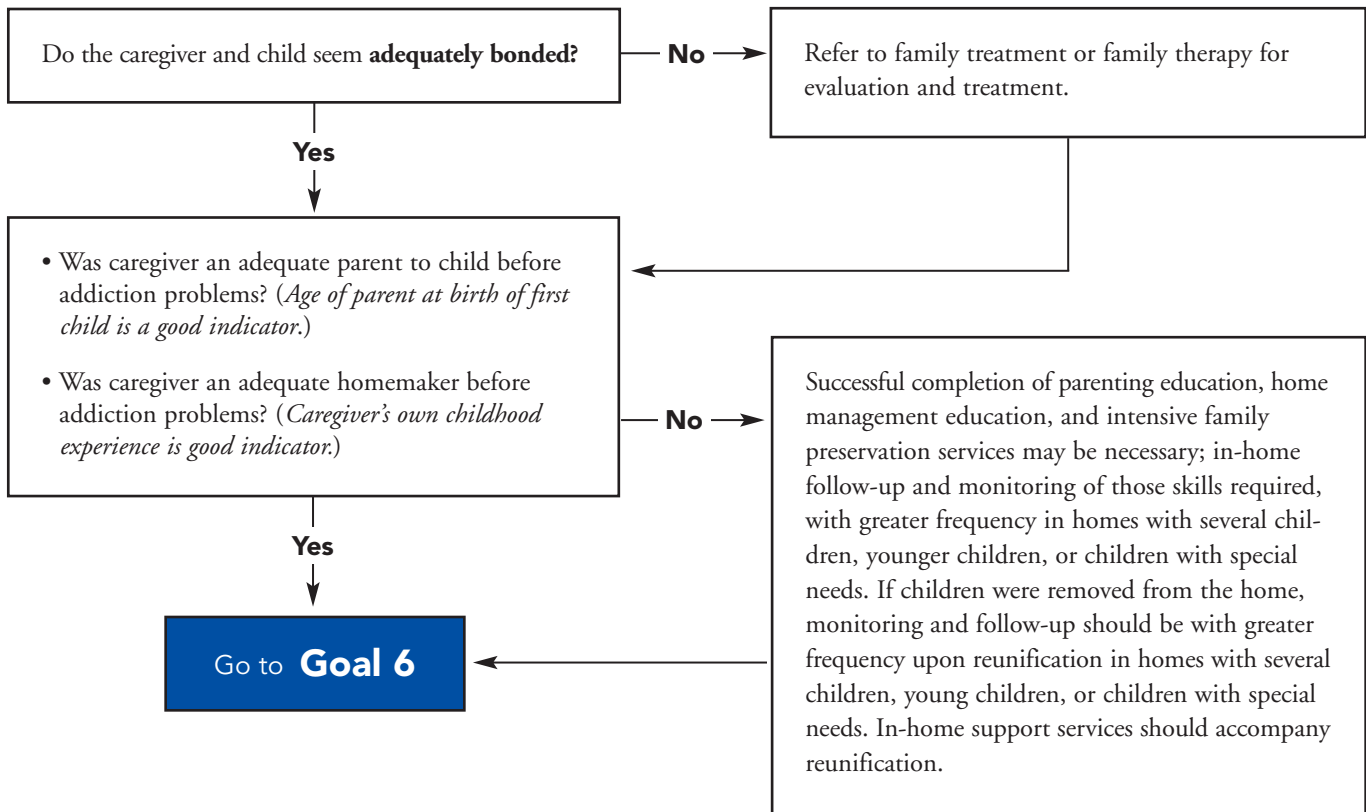 Do the caregiver and child seem adequately bonded?
No
Refer to family treatment or family therapy for
evaluation and treatment.
Yes
• Was caregiver an adequate parent to child before
addiction problems? (Age of parent at birth of first
child is a good indicator.)
• Was caregiver an adequate homemaker before
addiction problems? (Caregiver’s own childhood
experience is good indicator.)
No
Successful completion of parenting education, home
management education, and intensive family
preservation services may be necessary; in-home
follow-up and monitoring of those skills required,
with greater frequency in homes with several chil-
dren, younger children, or children with special
needs. If children were removed from the home,
monitoring and follow-up should be with greater
frequency upon reunification in homes with several
children, young children, or children with special
needs. In-home support services should accompany
reunification.
Yes
Go to Goal 6